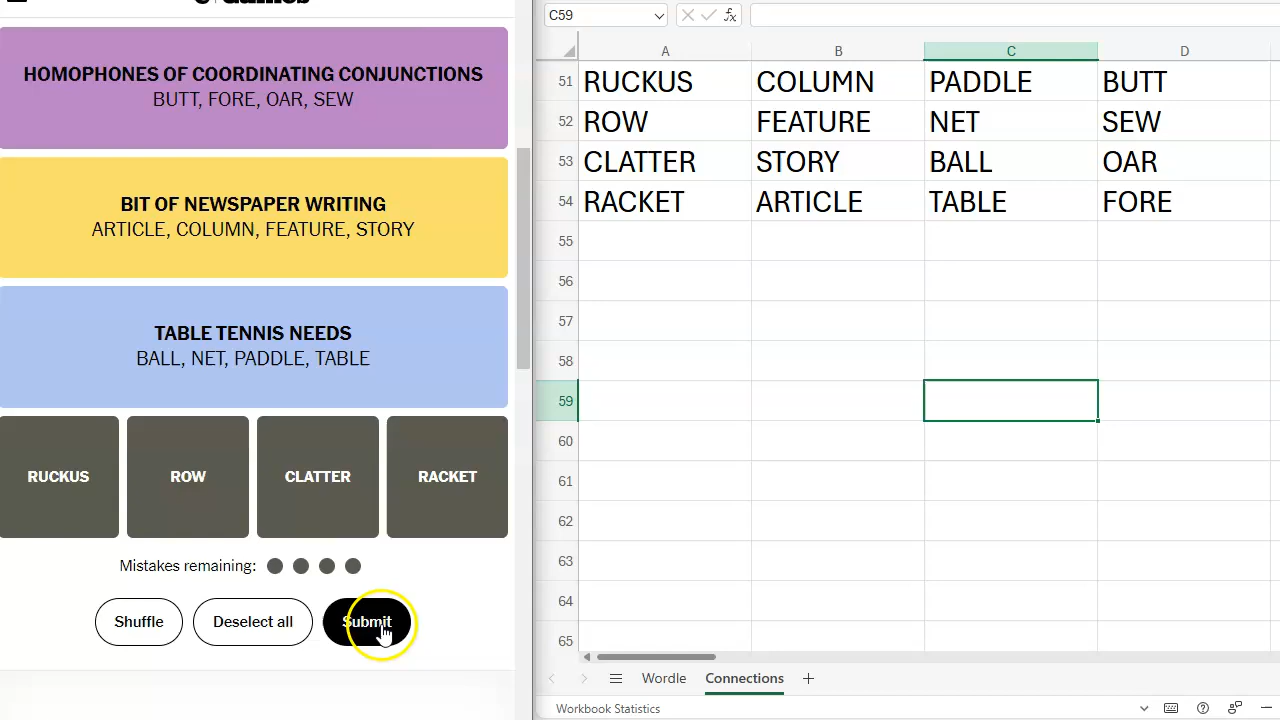 HOMOPHONES OF COORDINATING CONJUNCTIONS
BUTT, FORE, OAR, SEW
BIT OF NEWSPAPER WRITING
ARTICLE, COLUMN, FEATURE, STORY
TABLE TENNIS NEEDS
BALL, NET, PADDLE, TABLE
RUCKUS ROW CLATTER RACKET
Mistakes remaining:
Shuffle Deselect all Submit
C59
fx
A B C D
51 RUCKUS COLUMN PADDLE BUTT
52 ROW FEATURE NET SEW
53 CLATTER STORY BALL OAR
54 RACKET ARTICLE TABLE FORE
55
56
57
58
59
60
61
62
63
64
65
Wordle Connections
Workbook Statistics